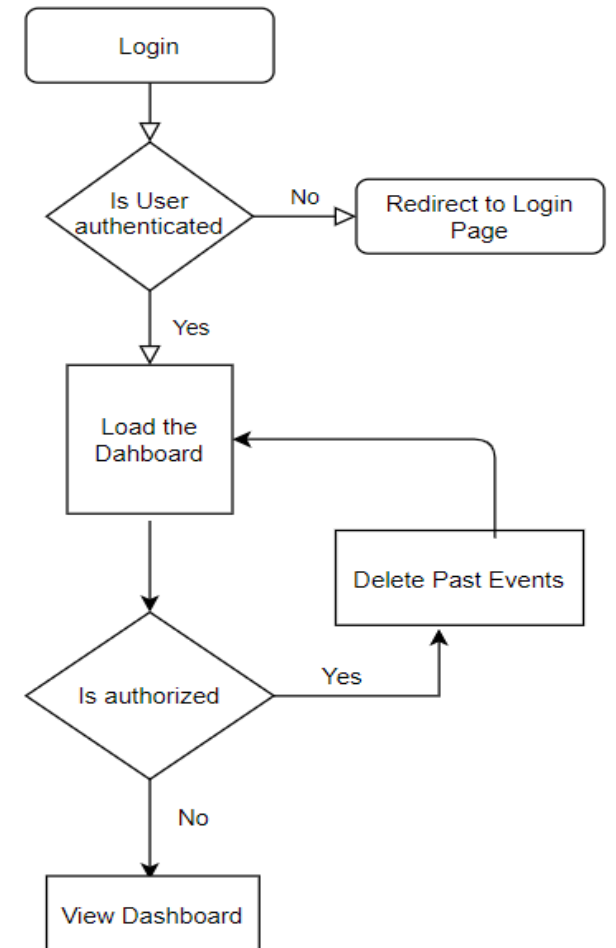 Login
Is User
authenticated
No
Redirect to Login
Page
Yes
Load the
Dahboard
Delete Past Events
Is authorized
Yes
No
View Dashboard